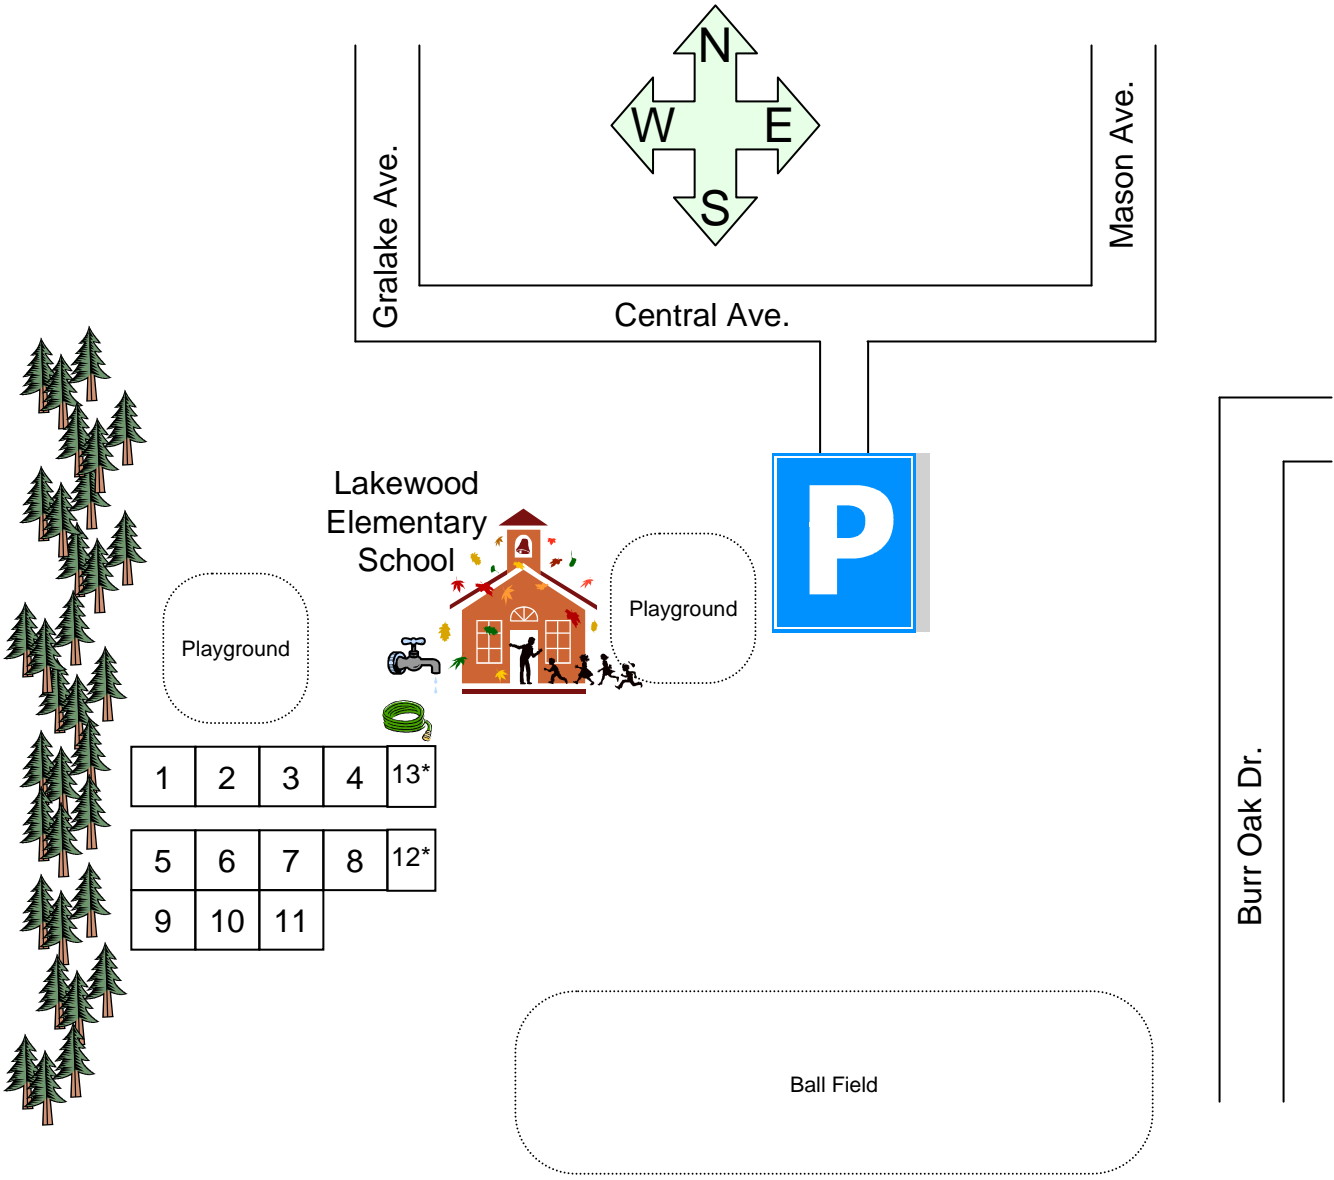 N
W E
S
Gralake Ave.
Mason Ave.
Central Ave.
P
Lakewood
Elementary
School
Playground
Playground
1 2 3 4 13*
5 6 7 8 12*
9 10 11
Burr Oak Dr.
Ball Field